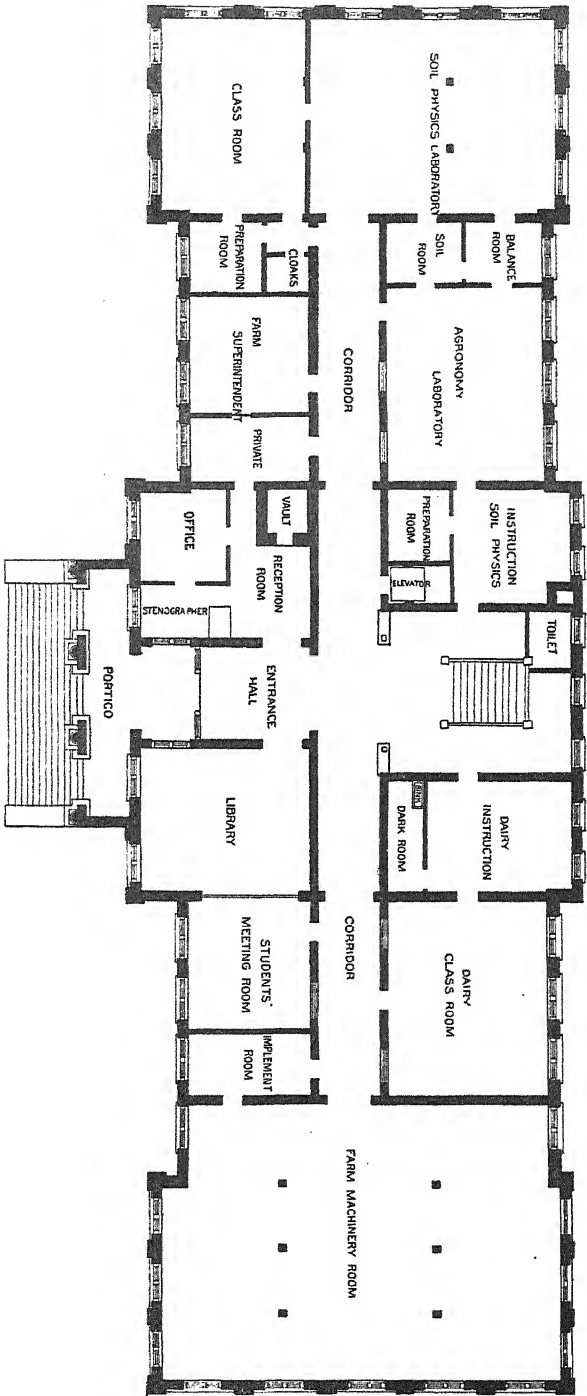 SOIL PHYSICS LABORATORY
BALANCE
ROOM
SOIL
ROOM
AGRONOMY
LABORATORY
INSTRUCTION
SOIL PHYSICS
PREPARATION
ROOM
ELEVATOR
TOILET
DAIRY
INSTRUCTION
SINK
DARK ROOM
DAIRY
CLASS ROOM
CORRIDOR
CORRIDOR
FARM MACHINERY ROOM
CLASS ROOM
CLOAKS
PREPARATION
ROOM
FARM
SUPERINTENDENT
PRIVATE
VAULT
OFFICE
RECEPTION
ROOM
STENOGRAPHER
ENTRANCE
HALL
LIBRARY
STUDENTS'
MEETING ROOM
IMPLEMENT
ROOM
PORTICO